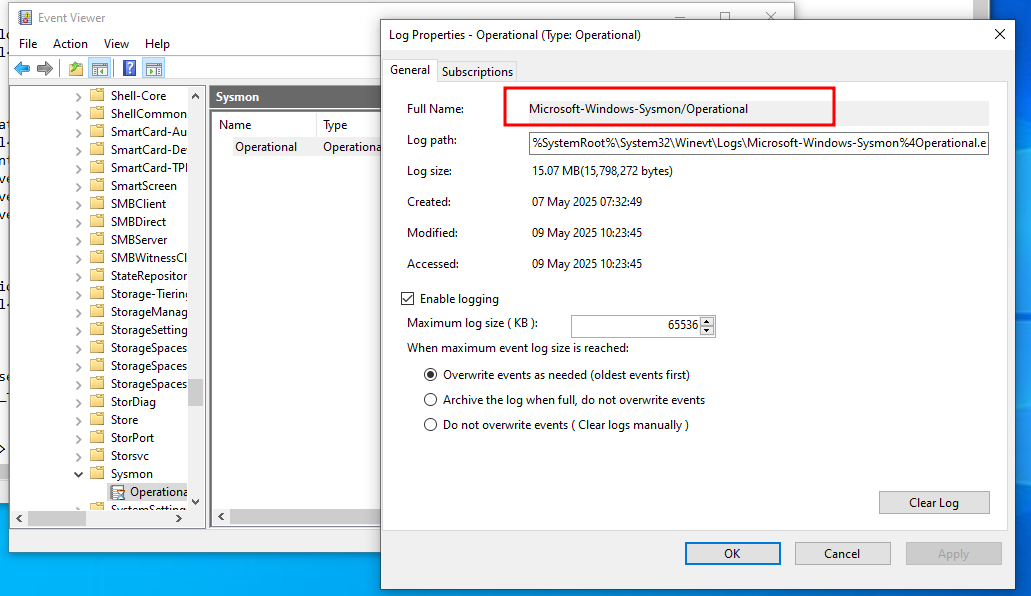 Event Viewer
File Action View Help
Shell-Core
ShellCommon
SmartCard-Au
SmartCard-De
SmartCard-TPI
SmartScreen
SMBClient
SMBDirect
SMBServer
SMBWitnessCl
StateRepositor
Storage-Tiering
StorageManag
StorageSetting
StorageSpaces
StorageSpaces
StorageSpaces
StorDiag
Store
StorPort
Storsvc
Sysmon
Operationa
SystemSetting
Sysmon
Name Type
Operational Operationa
Log Properties - Operational (Type: Operational)
General Subscriptions
Full Name: Microsoft-Windows-Sysmon/Operational
Log path: %SystemRoot%\System32\Winevt\Logs\Microsoft-Windows-Sysmon%4Operational.e
Log size: 15.07 MB(15,798,272 bytes)
Created: 07 May 2025 07:32:49
Modified: 09 May 2025 10:23:45
Accessed: 09 May 2025 10:23:45
Enable logging
Maximum log size ( KB ): 65536
When maximum event log size is reached:
Overwrite events as needed (oldest events first)
Archive the log when full, do not overwrite events
Do not overwrite events ( Clear logs manually )
Clear Log
OK Cancel Apply